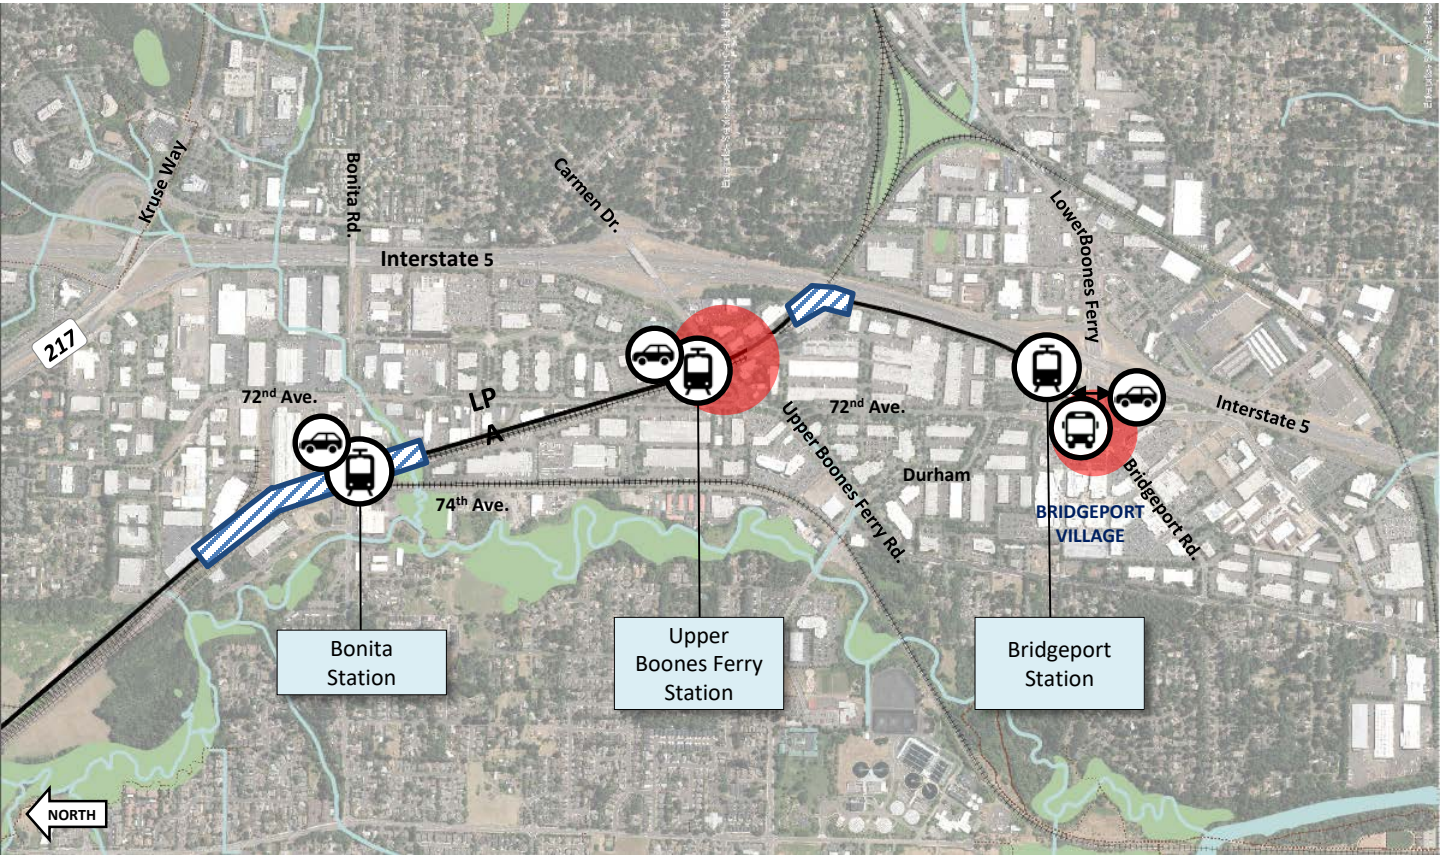 Kruse Way
Bonita Rd.
Carmen Dr.
LowerBoones Ferry
Interstate 5
217
72nd Ave.
LP
A
72nd Ave.
Upper Boones Ferry Rd.
Interstate 5
Durham
74th Ave.
BRIDGEPORT
VILLAGE
Bridgeport Rd.
Bonita
Station
Upper
Boones Ferry
Station
Bridgeport
Station
NORTH